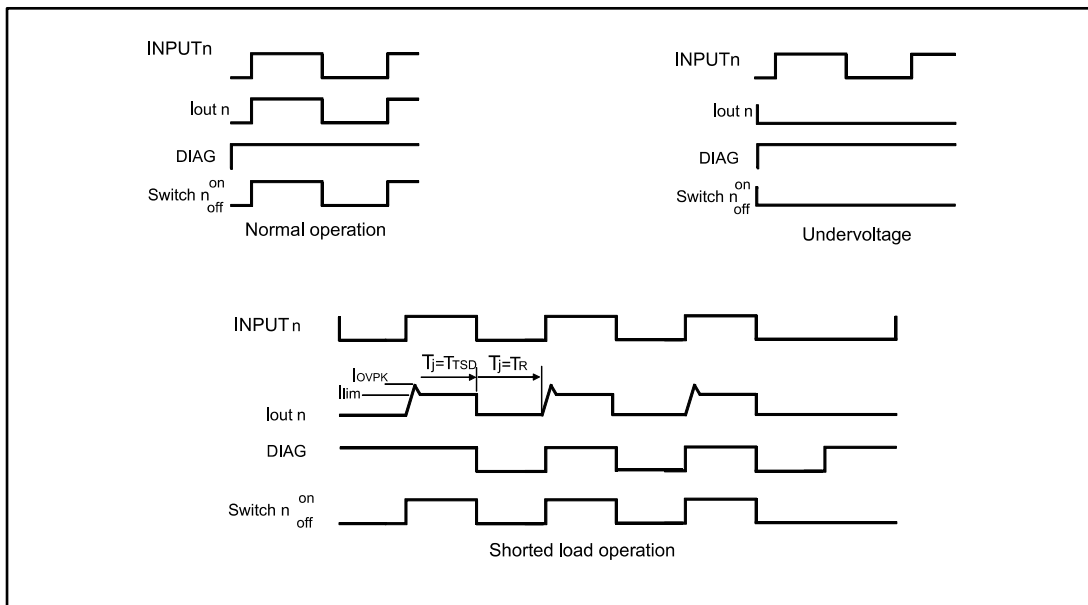 INPUTn
Iout n
DIAG
Switch n on
off
Normal operation
INPUTn
Iout n
DIAG
Switch n on
off
Undervoltage
INPUT n
Tj=TTSD Tj=TR
IOVPK
Ilim
Iout n
DIAG
Switch n on
off
Shorted load operation